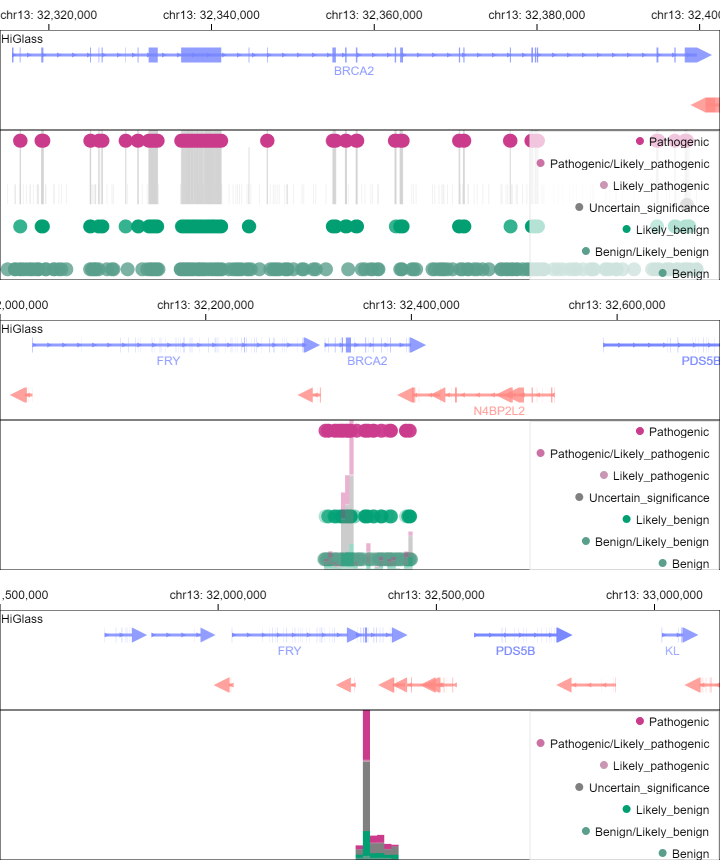 chr13: 32,320,000 chr13: 32,340,000 chr13: 32,360,000 chr13: 32,380,000 chr13: 32,40
HiGlass
BRCA2
Pathogenic
Pathogenic/Likely_pathogenic
Likely_pathogenic
Uncertain_significance
Likely_benign
Benign/Likely_benign
Benign
2,000,000 chr13: 32,200,000 chr13: 32,400,000 chr13: 32,600,000
HiGlass
FRY BRCA2 PDS5B
N4BP2L2
Pathogenic
Pathogenic/Likely_pathogenic
Likely_pathogenic
Uncertain_significance
Likely_benign
Benign/Likely_benign
Benign
,500,000 chr13: 32,000,000 chr13: 32,500,000 chr13: 33,000,000
HiGlass
FRY PDS5B KL
Pathogenic
Pathogenic/Likely_pathogenic
Likely_pathogenic
Uncertain_significance
Likely_benign
Benign/Likely_benign
Benign